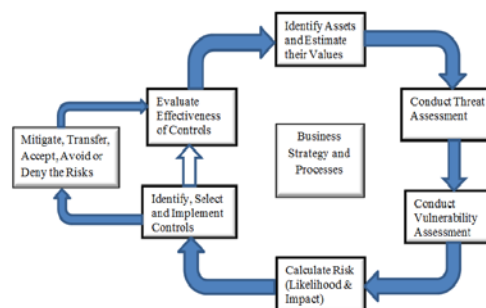 Identify Assets
and Estimate
their Values
Conduct Threat
Assessment
Conduct
Vulnerability
Assessment
Calculate Risk
(Likelihood &
Impact)
Identify, Select
and Implement
Controls
Mitigate, Transfer,
Accept, Avoid or
Deny the Risks
Evaluate
Effectiveness
of Controls
Business
Strategy and
Processes